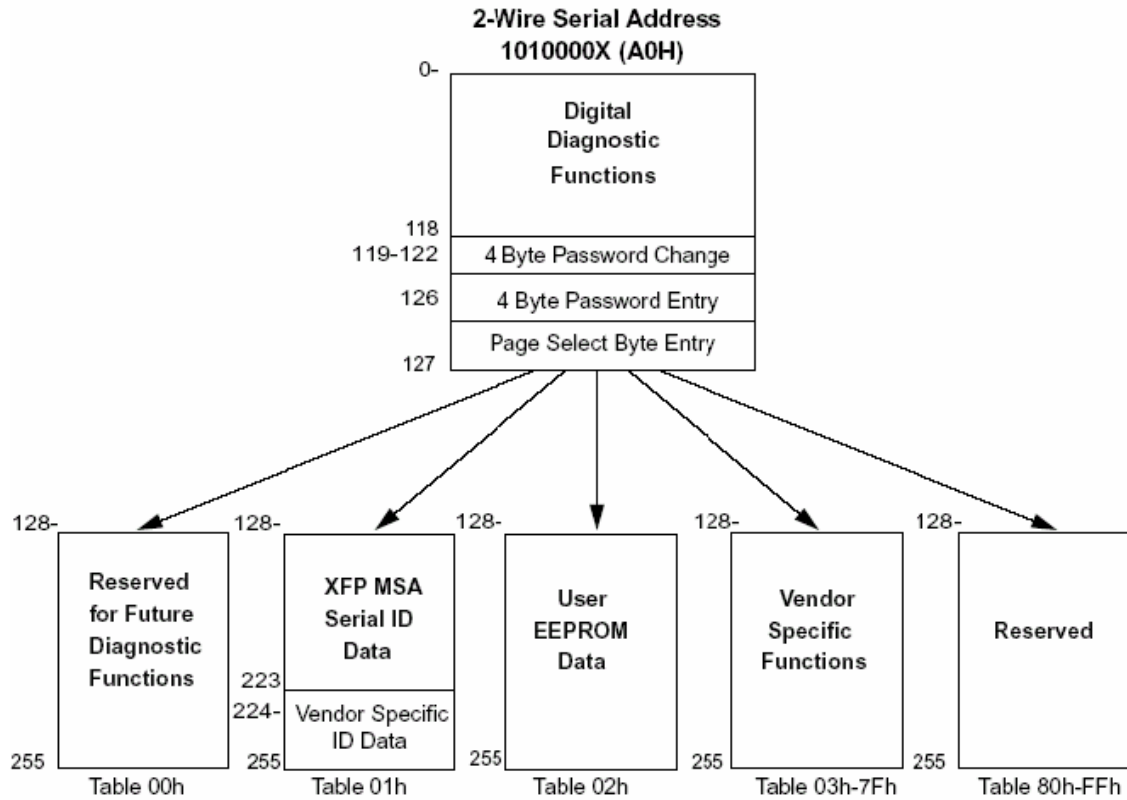 2-Wire Serial Address
1010000X (A0H)
0-
Digital
Diagnostic
Functions
118
119-122
4 Byte Password Change
126
4 Byte Password Entry
Page Select Byte Entry
127
128-
Reserved
for Future
Diagnostic
Functions
255
Table 00h
128-
XFP MSA
Serial ID
Data
223
224-
Vendor Specific
ID Data
255
Table 01h
128-
User
EEPROM
Data
255
Table 02h
128-
Vendor
Specific
Functions
255
Table 03h-7Fh
128-
Reserved
255
Table 80h-FFh